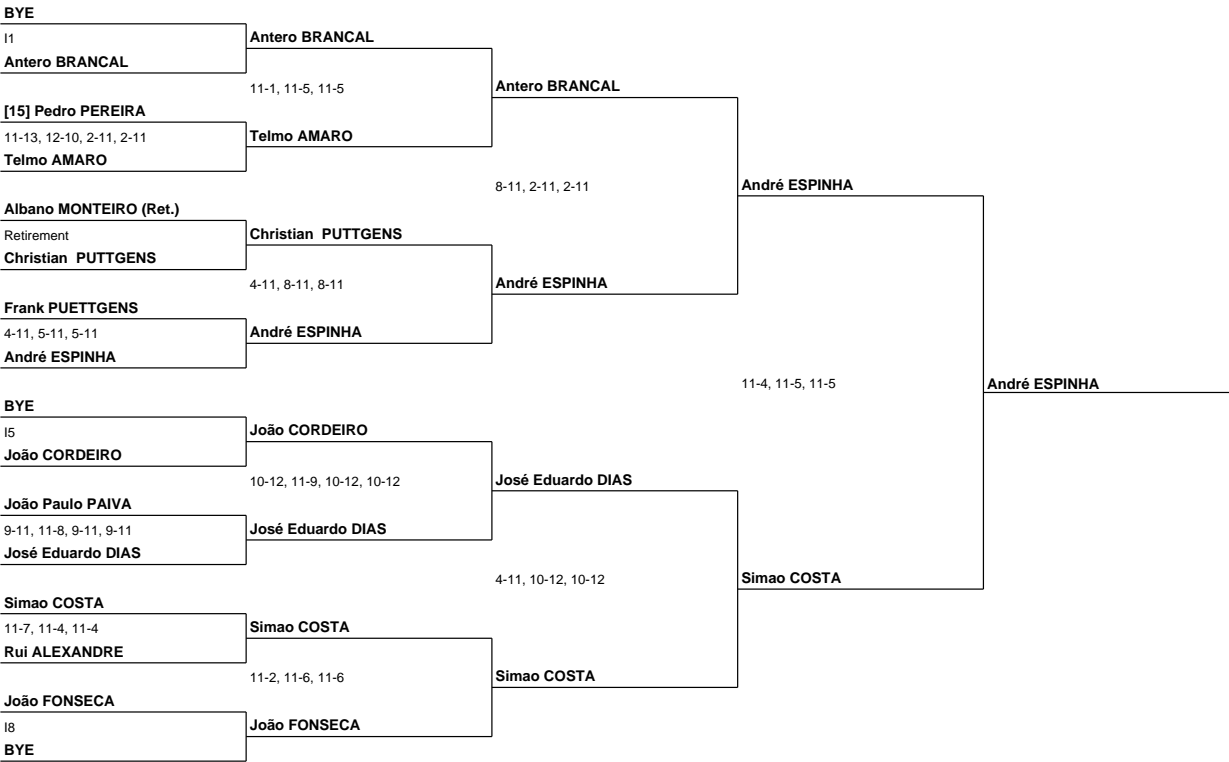 BYE
I1
Antero BRANCAL
Antero BRANCAL
11-1, 11-5, 11-5
Antero BRANCAL
[15] Pedro PEREIRA
11-13, 12-10, 2-11, 2-11
Telmo AMARO
Telmo AMARO
8-11, 2-11, 2-11
André ESPINHA
Albano MONTEIRO (Ret.)
Retirement
Christian  PUTTGENS
Christian  PUTTGENS
4-11, 8-11, 8-11
André ESPINHA
Frank PUETTGENS
4-11, 5-11, 5-11
André ESPINHA
André ESPINHA
11-4, 11-5, 11-5
André ESPINHA
BYE
I5
João CORDEIRO
João CORDEIRO
10-12, 11-9, 10-12, 10-12
José Eduardo DIAS
João Paulo PAIVA
9-11, 11-8, 9-11, 9-11
José Eduardo DIAS
José Eduardo DIAS
4-11, 10-12, 10-12
Simao COSTA
Simao COSTA
11-7, 11-4, 11-4
Simao COSTA
Rui ALEXANDRE
11-2, 11-6, 11-6
Simao COSTA
João FONSECA
I8
João FONSECA
BYE